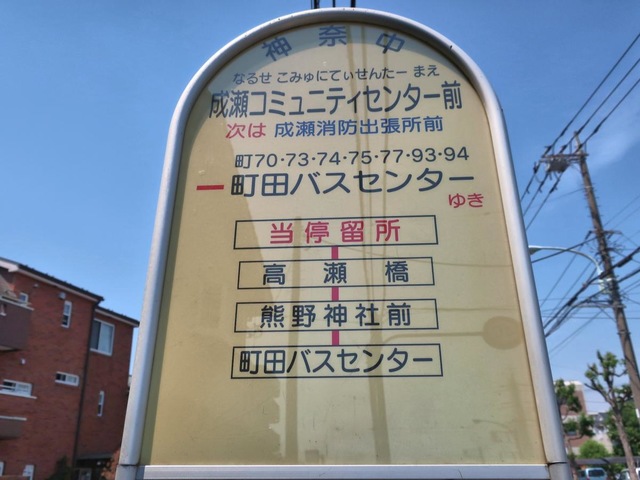 神奈中
なるせ こみゅにてぃせんたー まえ
成瀬コミュニティセンター前
次は 成瀬消防出張所前
町70・73・74・75・77・93・94
町田バスセンター
ゆき
当停留所
高瀬橋
熊野神社前
町田バスセンター